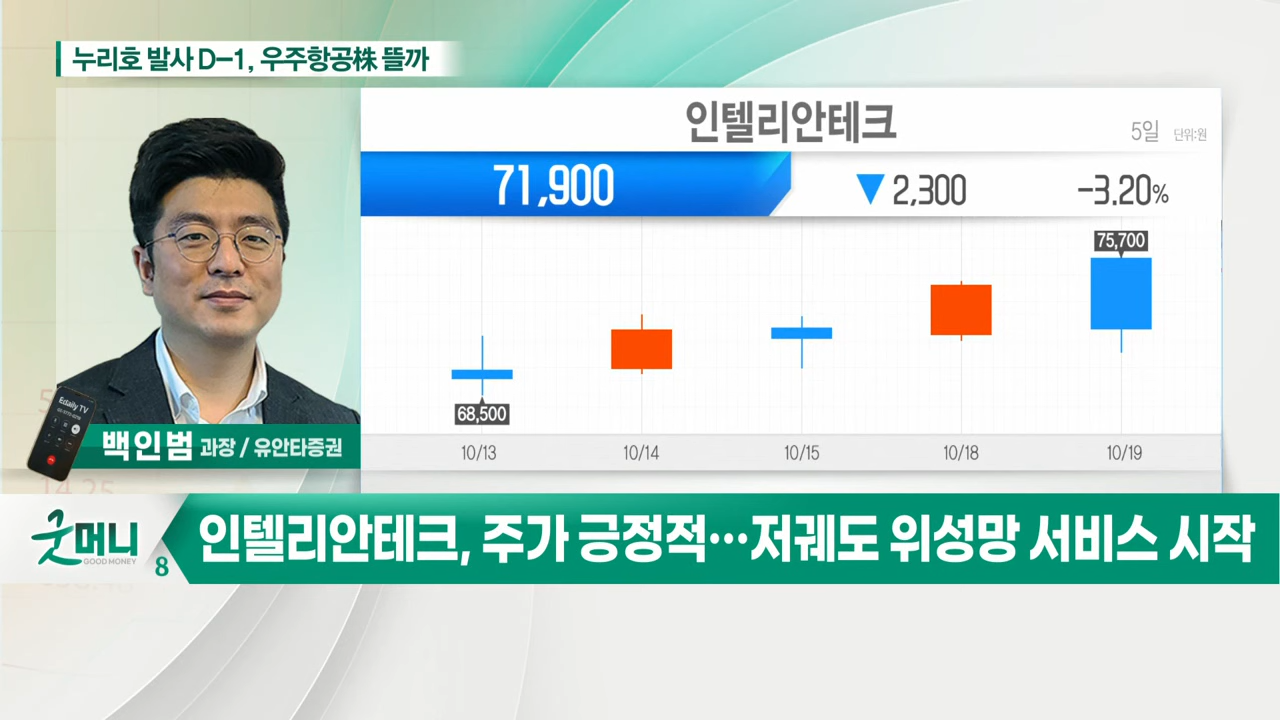 누리호 발사 D-1, 우주항공株 뜰까
인텔리안테크
5일 단위:원
71,900 ▼ 2,300 -3.20%
75,700
68,500
10/13 10/14 10/15 10/18 10/19
Edaily TV
백인범 과장 / 유안타증권
굿머니
GOOD MONEY
8
인텔리안테크, 주가 긍정적…저궤도 위성망 서비스 시작